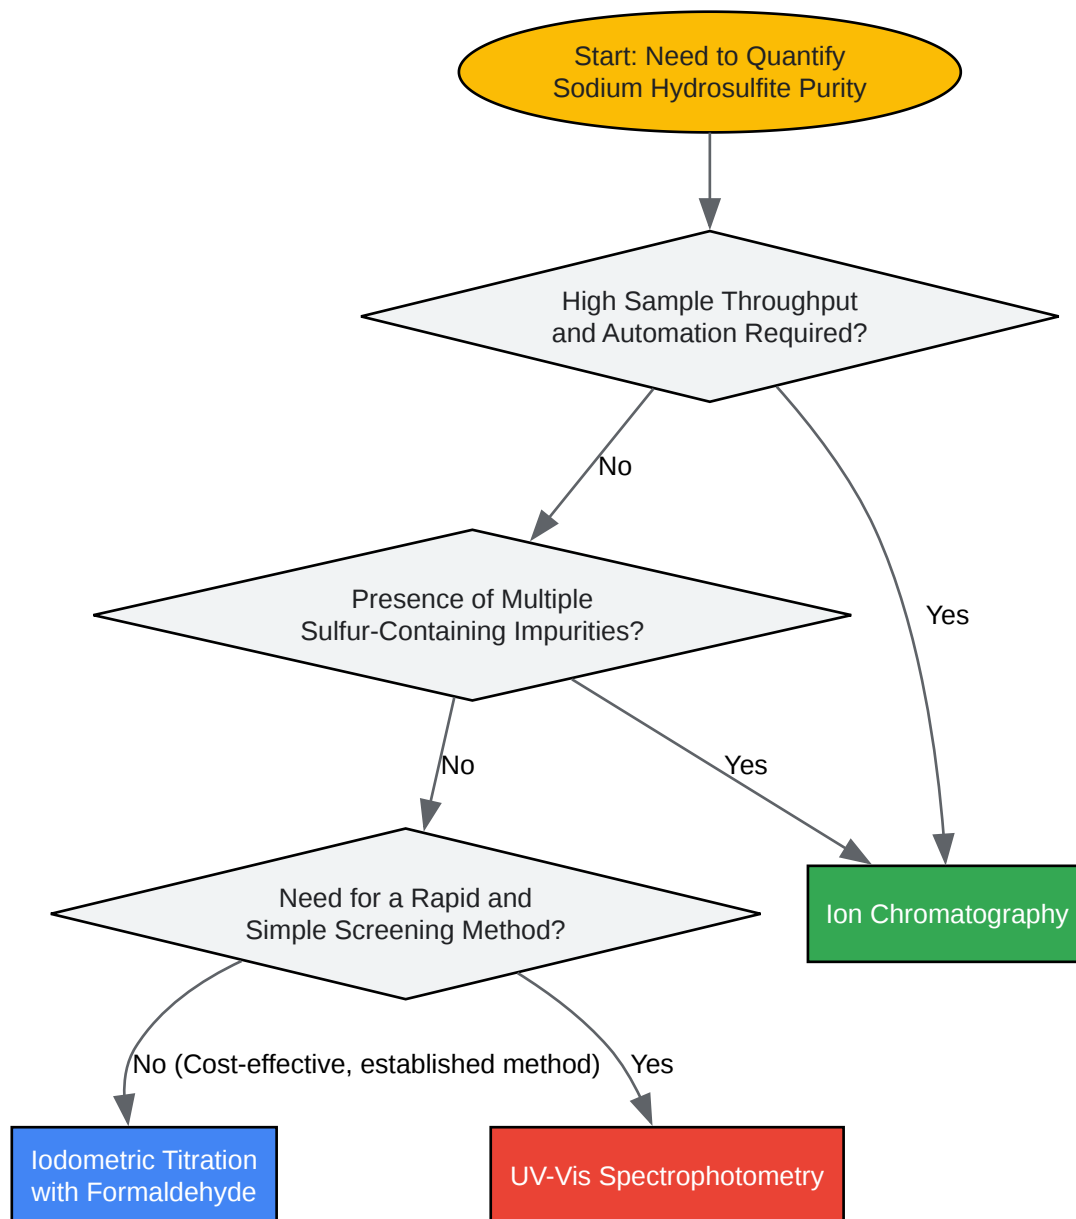 Start: Need to Quantify
Sodium Hydrosulfite Purity
High Sample Throughput
and Automation Required?
No
Yes
Presence of Multiple
Sulfur-Containing Impurities?
No
Yes
Need for a Rapid and
Simple Screening Method?
Ion Chromatography
No (Cost-effective, established method)
Yes
Iodometric Titration
with Formaldehyde
UV-Vis Spectrophotometry